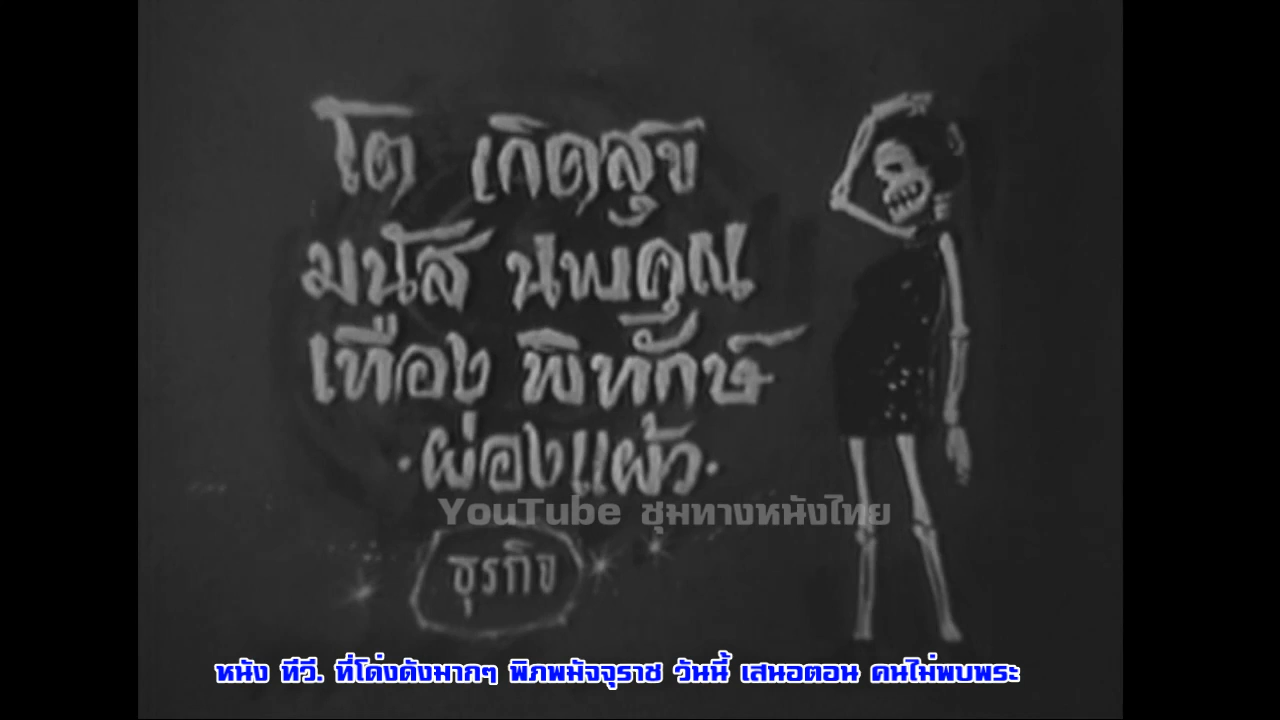 โต เกิดสุข
มนัส นพคุณ
เทือง พิทักษ์
·ผ่องแผ้ว·
YouTube ชุมทางหนังไทย
ธุรกิจ
หนัง ทีวี. ที่โด่งดังมากๆ พิภพมัจจุราช วันนี้ เสนอตอน คนไม่พบพระ